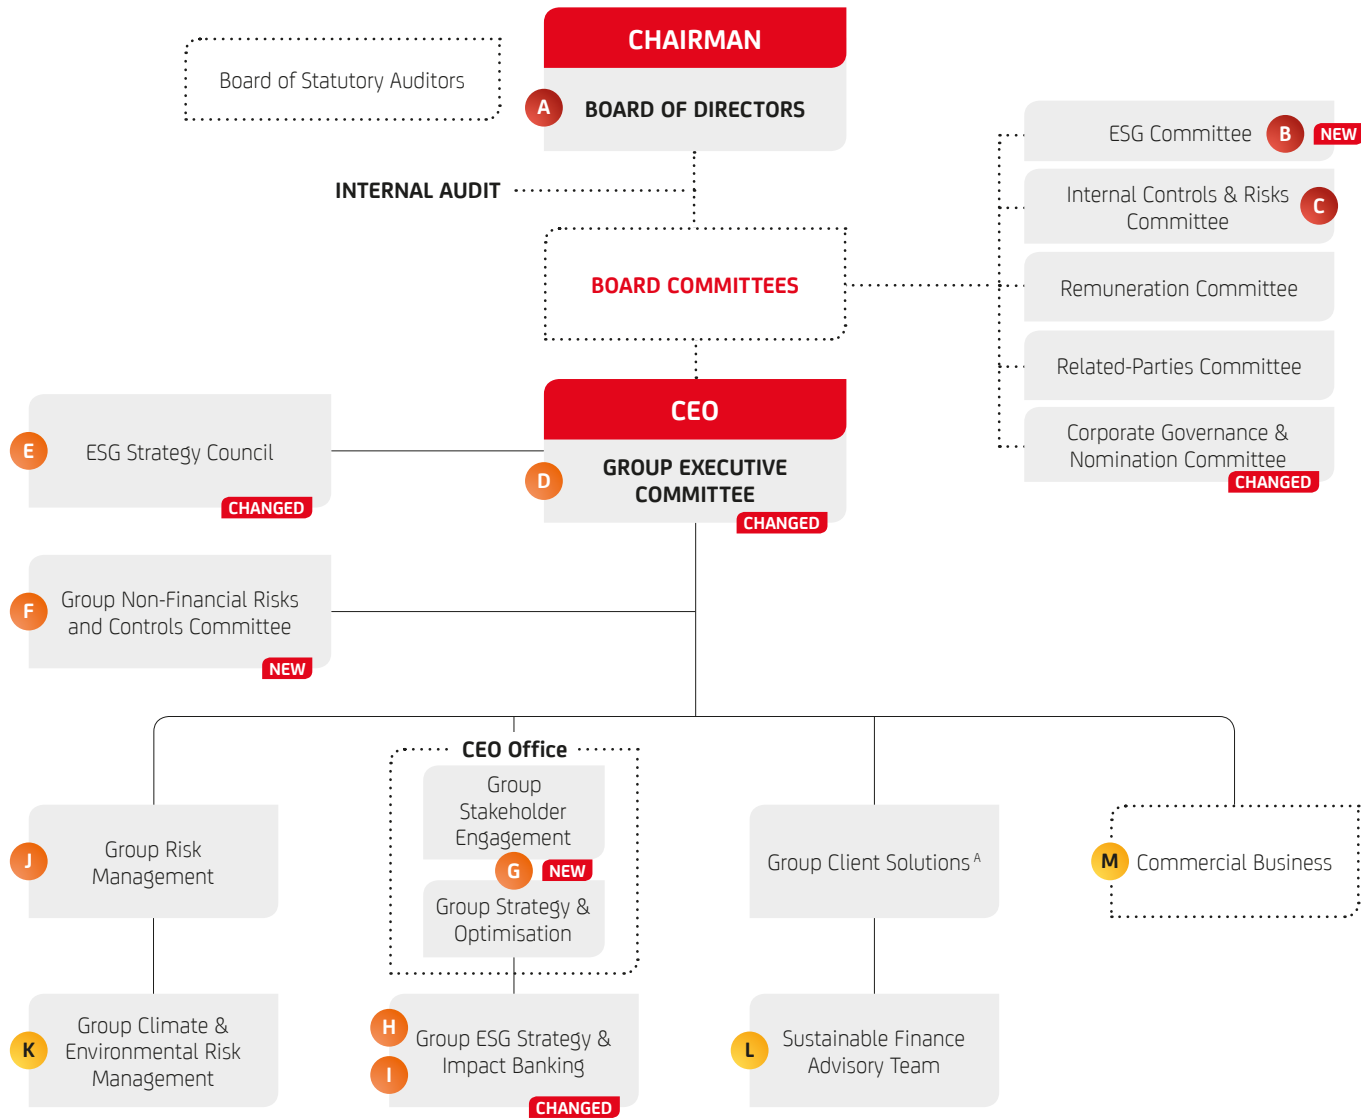 CHAIRMAN
Board of Statutory Auditors
A
BOARD OF DIRECTORS
ESG Committee
B
NEW
INTERNAL AUDIT
Internal Controls & Risks
Committee
C
BOARD COMMITTEES
Remuneration Committee
Related-Parties Committee
CEO
Corporate Governance &
Nomination Committee
CHANGED
E
ESG Strategy Council
CHANGED
D
GROUP EXECUTIVE
COMMITTEE
CHANGED
F
Group Non-Financial Risks
and Controls Committee
NEW
CEO Office
Group
Stakeholder
Engagement
G
NEW
Group Strategy &
Optimisation
J
Group Risk
Management
Group Client Solutions A
M
Commercial Business
K
Group Climate &
Environmental Risk
Management
H
I
Group ESG Strategy &
Impact Banking
CHANGED
L
Sustainable Finance
Advisory Team